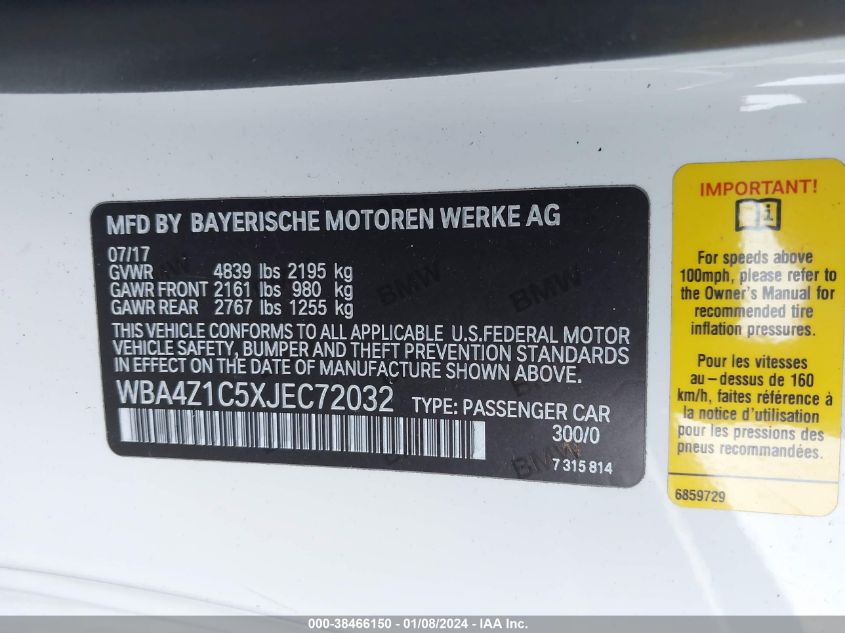 MFD BY BAYERISCHE MOTOREN WERKE AG
07/17
GVWR 4839 lbs 2195 kg
GAWR FRONT 2161 lbs 980 kg
GAWR REAR 2767 lbs 1255 kg
THIS VEHICLE CONFORMS TO ALL APPLICABLE U.S.FEDERAL MOTOR
VEHICLE SAFETY, BUMPER AND THEFT PREVENTION STANDARDS
IN EFFECT ON THE DATE OF MANUFACTURE SHOWN ABOVE.
WBA4Z1C5XJEC72032 TYPE: PASSENGER CAR
300/0
7 315 814
BMW
BMW
BMW
BMW
IMPORTANT!
i
For speeds above
100mph, please refer to
the Owner's Manual for
recommended tire
inflation pressures.
Pour les vitesses
au-dessus de 160
km/h, faites référence à
la notice d'utilisation
pour les pressions des
pneus recommandées.
6859729
000-38466150 - 01/08/2024 - IAA Inc.